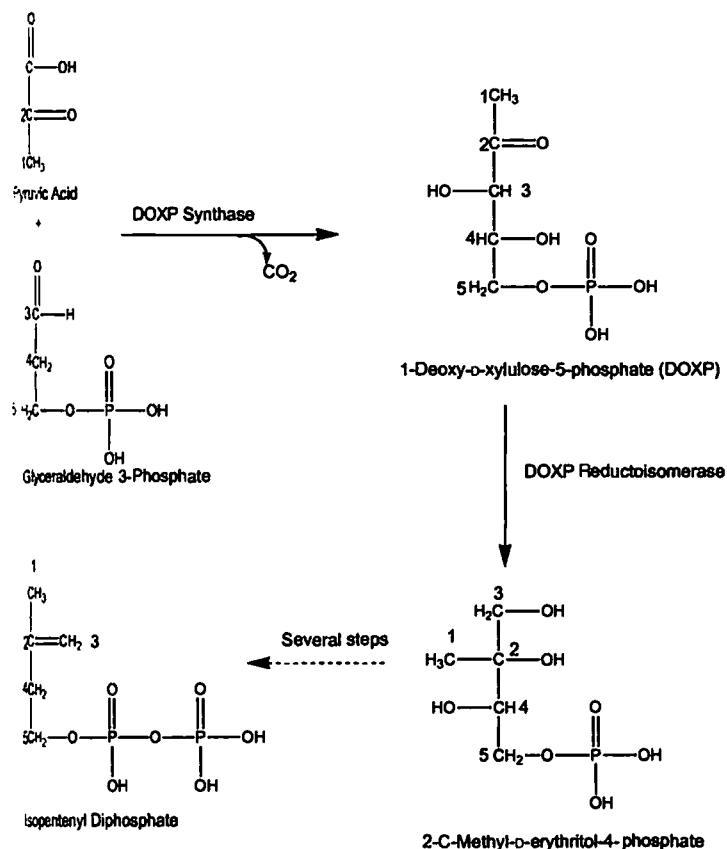 O
C—OH
2C=O
1CH3
Pyruvic Acid
+
O
3C—H
4CH2
5 H2C—O—P—OH
O
OH
Glyceraldehyde 3-Phosphate
DOXP Synthase
CO2
1CH3
2C=O
HO—CH 3
4HC—OH
O
5H2C—O—P—OH
OH
1-Deoxy-D-xylulose-5-phosphate (DOXP)
DOXP Reductoisomerase
3
H2C—OH
1
H3C—C—OH
2
HO—CH4
O
5 CH2—O—P—OH
OH
2-C-Methyl-D-erythritol-4-phosphate
Several steps
1
CH3
2C=CH2 3
4CH2
O O
5CH2—O—P—O—P—OH
OH OH
Isopentenyl Diphosphate